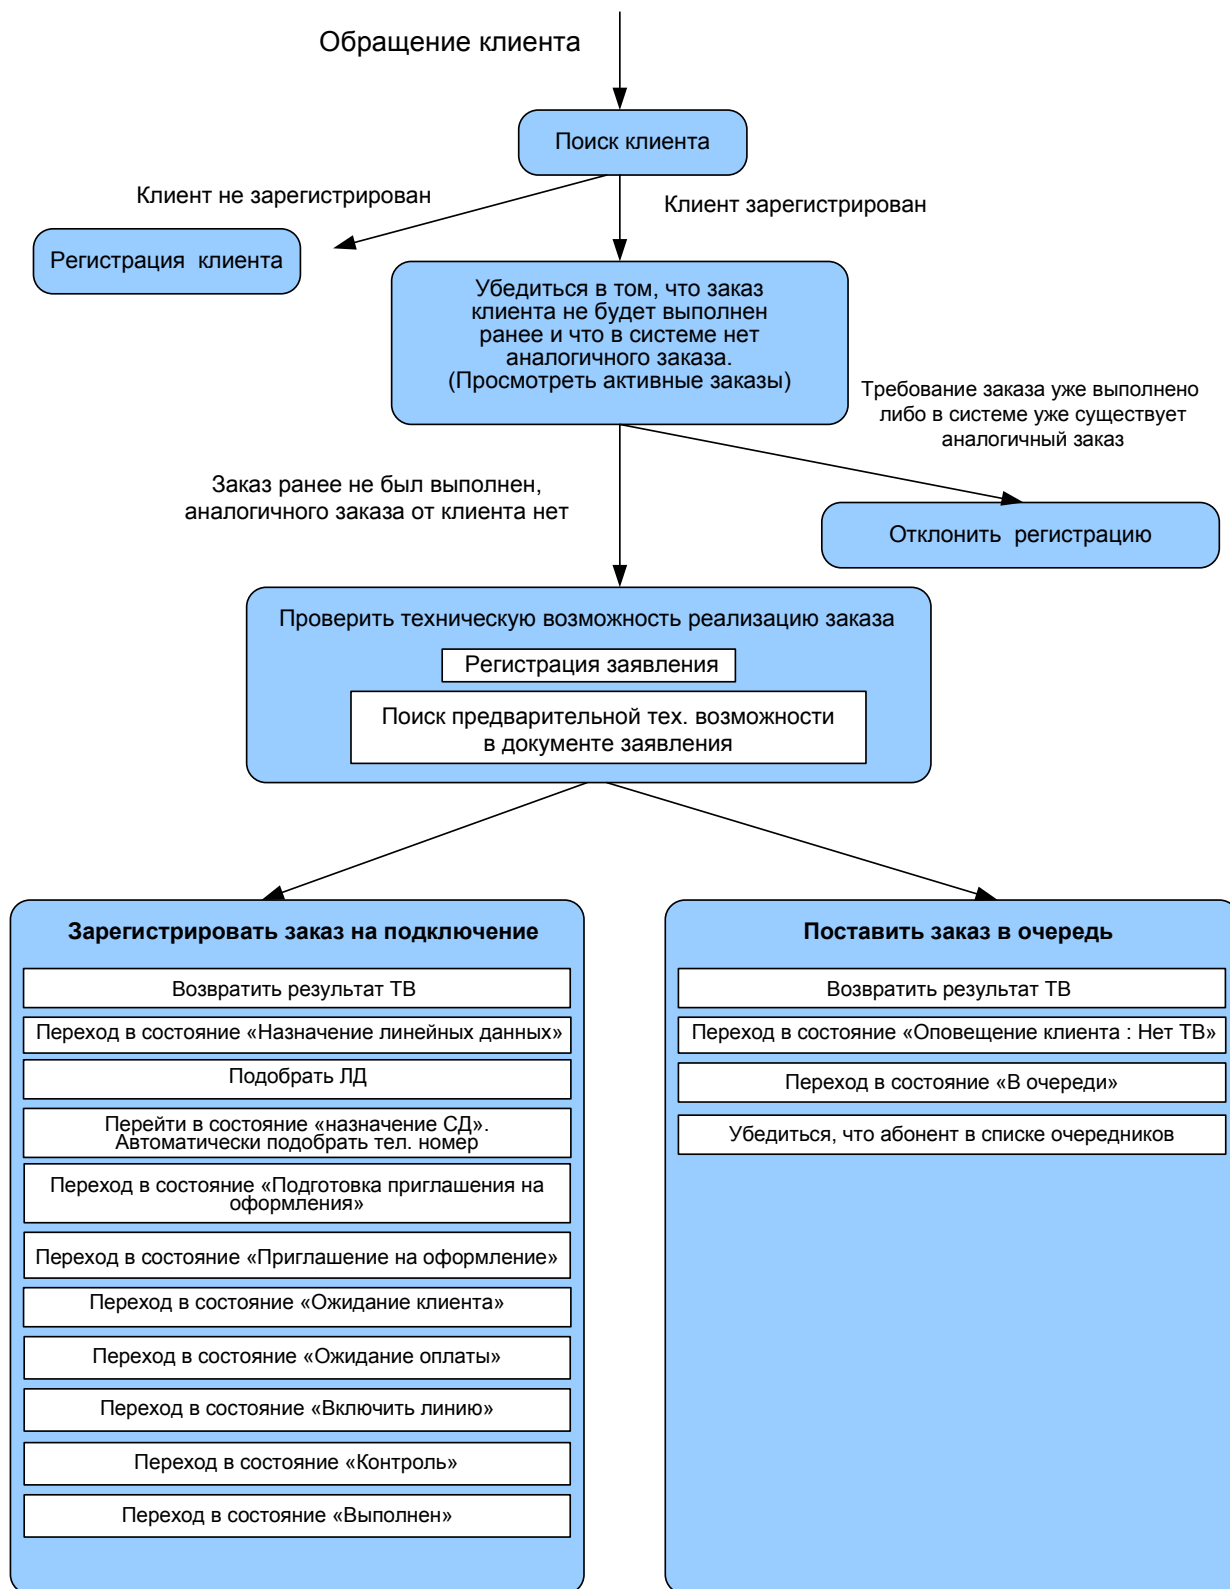 Обращение клиента
Поиск клиента
Клиент не зарегистрирован
Клиент зарегистрирован
Регистрация клиента
Убедиться в том, что заказ
клиента не будет выполнен
ранее и что в системе нет
аналогичного заказа.
(Просмотреть активные заказы)
Требование заказа уже выполнено
либо в системе уже существует
аналогичный заказ
Заказ ранее не был выполнен,
аналогичного заказа от клиента нет
Отклонить регистрацию
Проверить техническую возможность реализацию заказа
Регистрация заявления
Поиск предварительной тех. возможности
в документе заявления
Зарегистрировать заказ на подключение
Возвратить результат ТВ
Переход в состояние «Назначение линейных данных»
Подобрать ЛД
Перейти в состояние «назначение СД».
Автоматически подобрать тел. номер
Переход в состояние «Подготовка приглашения на
оформления»
Переход в состояние «Приглашение на оформление»
Переход в состояние «Ожидание клиента»
Переход в состояние «Ожидание оплаты»
Переход в состояние «Включить линию»
Переход в состояние «Контроль»
Переход в состояние «Выполнен»
Поставить заказ в очередь
Возвратить результат ТВ
Переход в состояние «Оповещение клиента : Нет ТВ»
Переход в состояние «В очереди»
Убедиться, что абонент в списке очередников